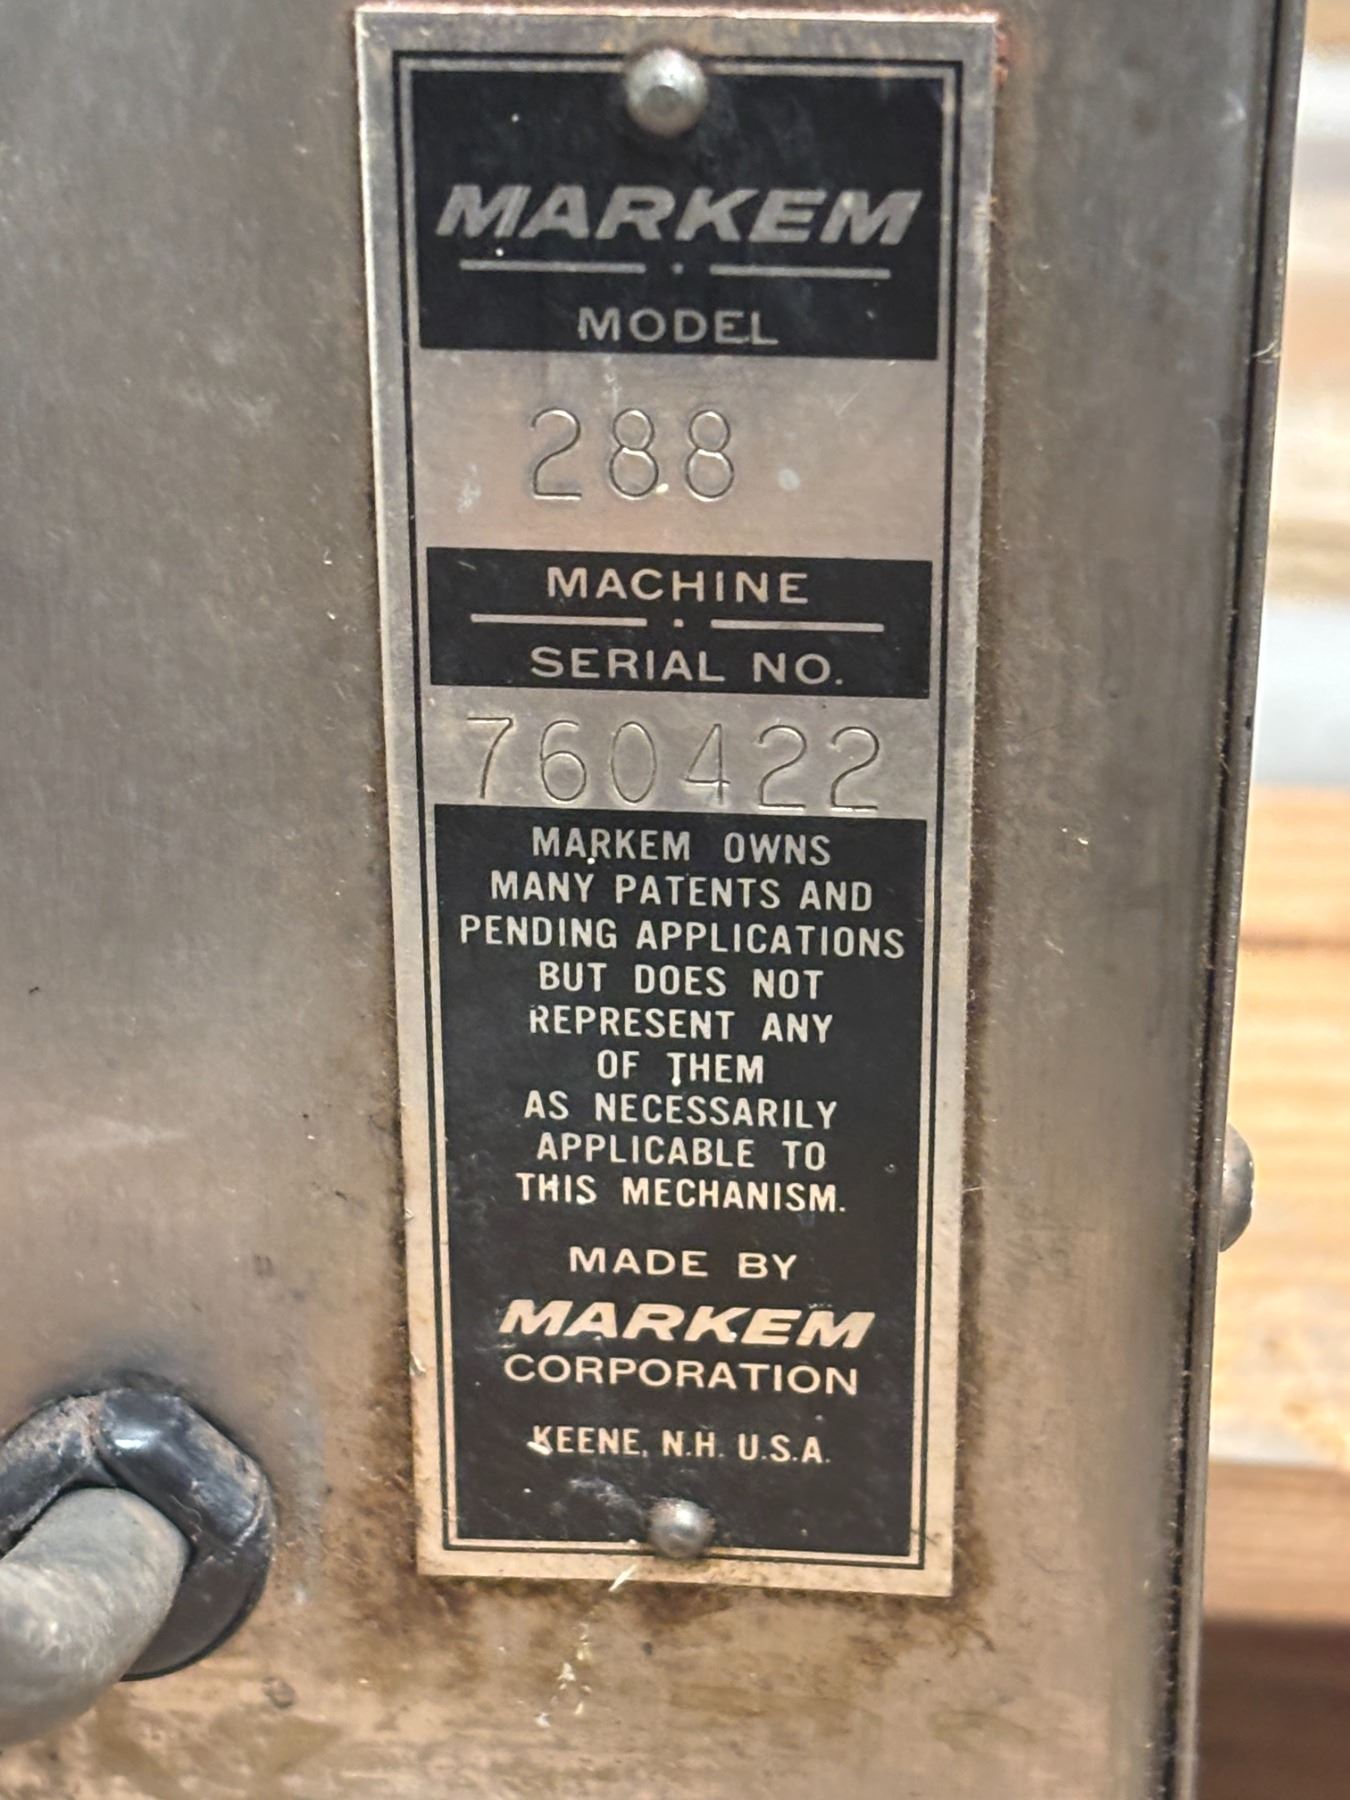 MARKEM
MODEL
288
MACHINE
SERIAL NO.
760422
MARKEM OWNS
MANY PATENTS AND
PENDING APPLICATIONS
BUT DOES NOT
REPRESENT ANY
OF THEM
AS NECESSARILY
APPLICABLE TO
THIS MECHANISM.
MADE BY
MARKEM
CORPORATION
KEENE, N.H. U.S.A.